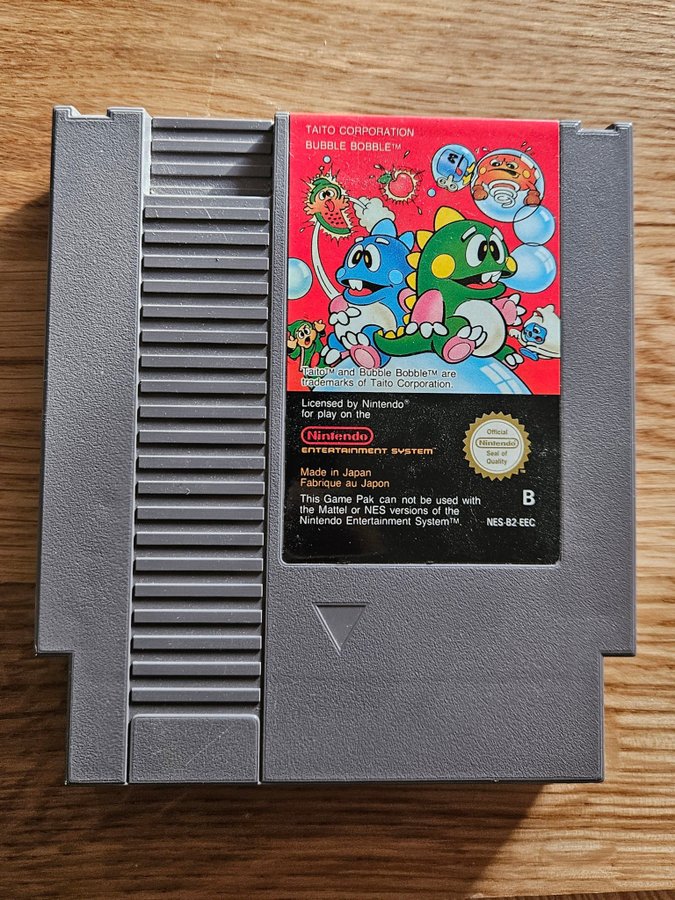 TAITO CORPORATION
BUBBLE BOBBLE™
Taito™ and Bubble Bobble™ are
trademarks of Taito Corporation.
Licensed by Nintendo®
for play on the
Nintendo
ENTERTAINMENT SYSTEM™
Made in Japan
Fabrique au Japon
This Game Pak can not be used with
the Mattel or NES versions of the
Nintendo Entertainment System™.
Official
Nintendo
Seal of
Quality
B
NES-B2-EEC